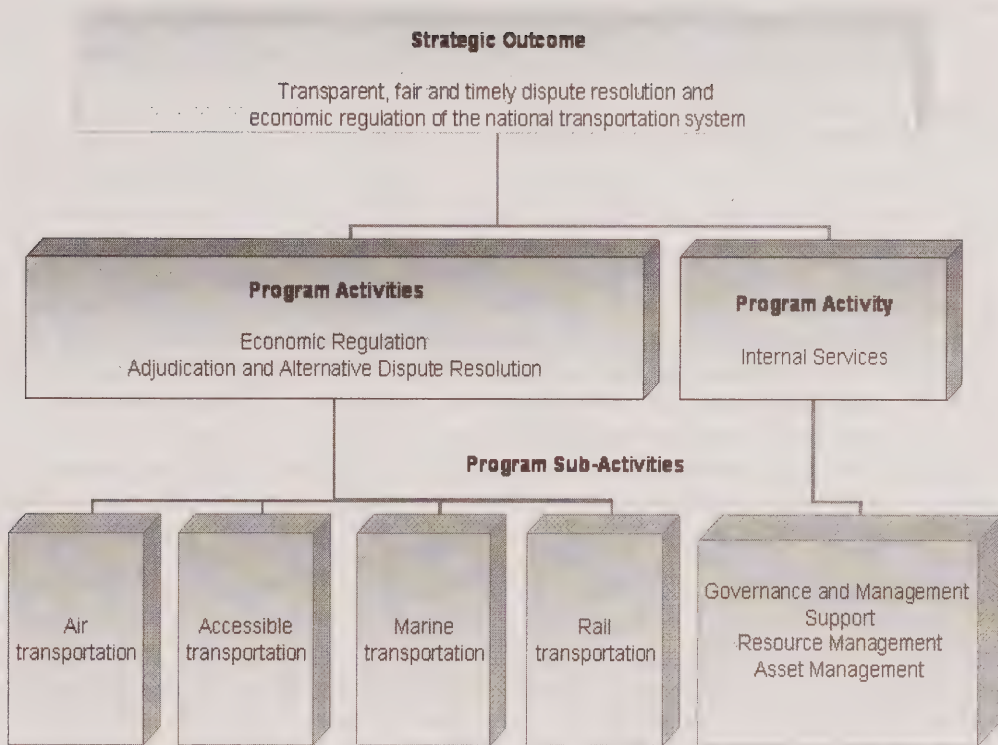 Strategic Outcome
Transparent, fair and timely dispute resolution and
economic regulation of the national transportation system
Program Activities
Economic Regulation
Adjudication and Alternative Dispute Resolution
Program Activity
Internal Services
Program Sub-Activities
Air
transportation
Accessible
transportation
Marine
transportation
Rail
transportation
Governance and Management
Support
Resource Management
Asset Management